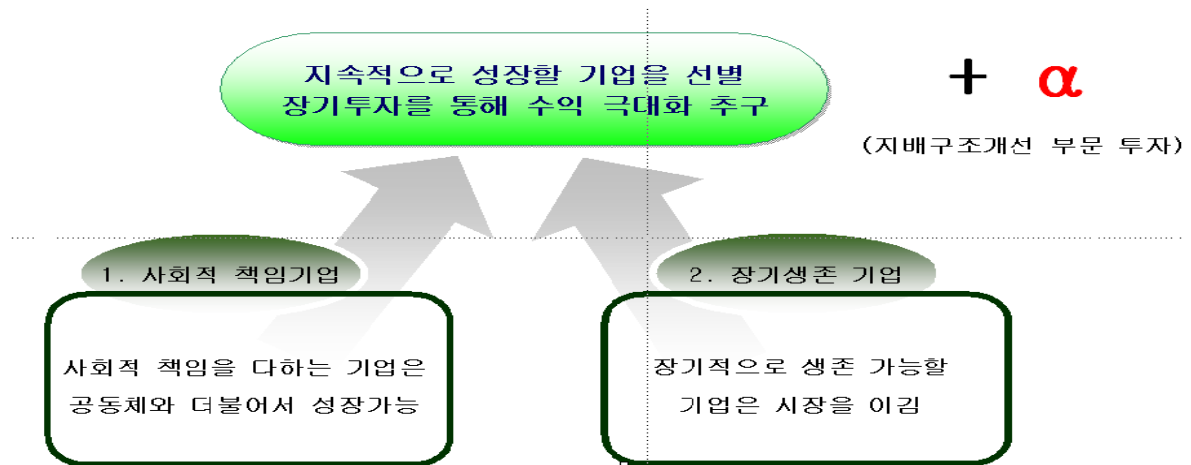 지속적으로 성장할 기업을 선별
장기투자를 통해 수익 극대화 추구
+ α
(지배구조개선 부문 투자)
1. 사회적 책임기업
2. 장기생존 기업
사회적 책임을 다하는 기업은
공동체와 더불어서 성장가능
장기적으로 생존 가능할
기업은 시장을 이김